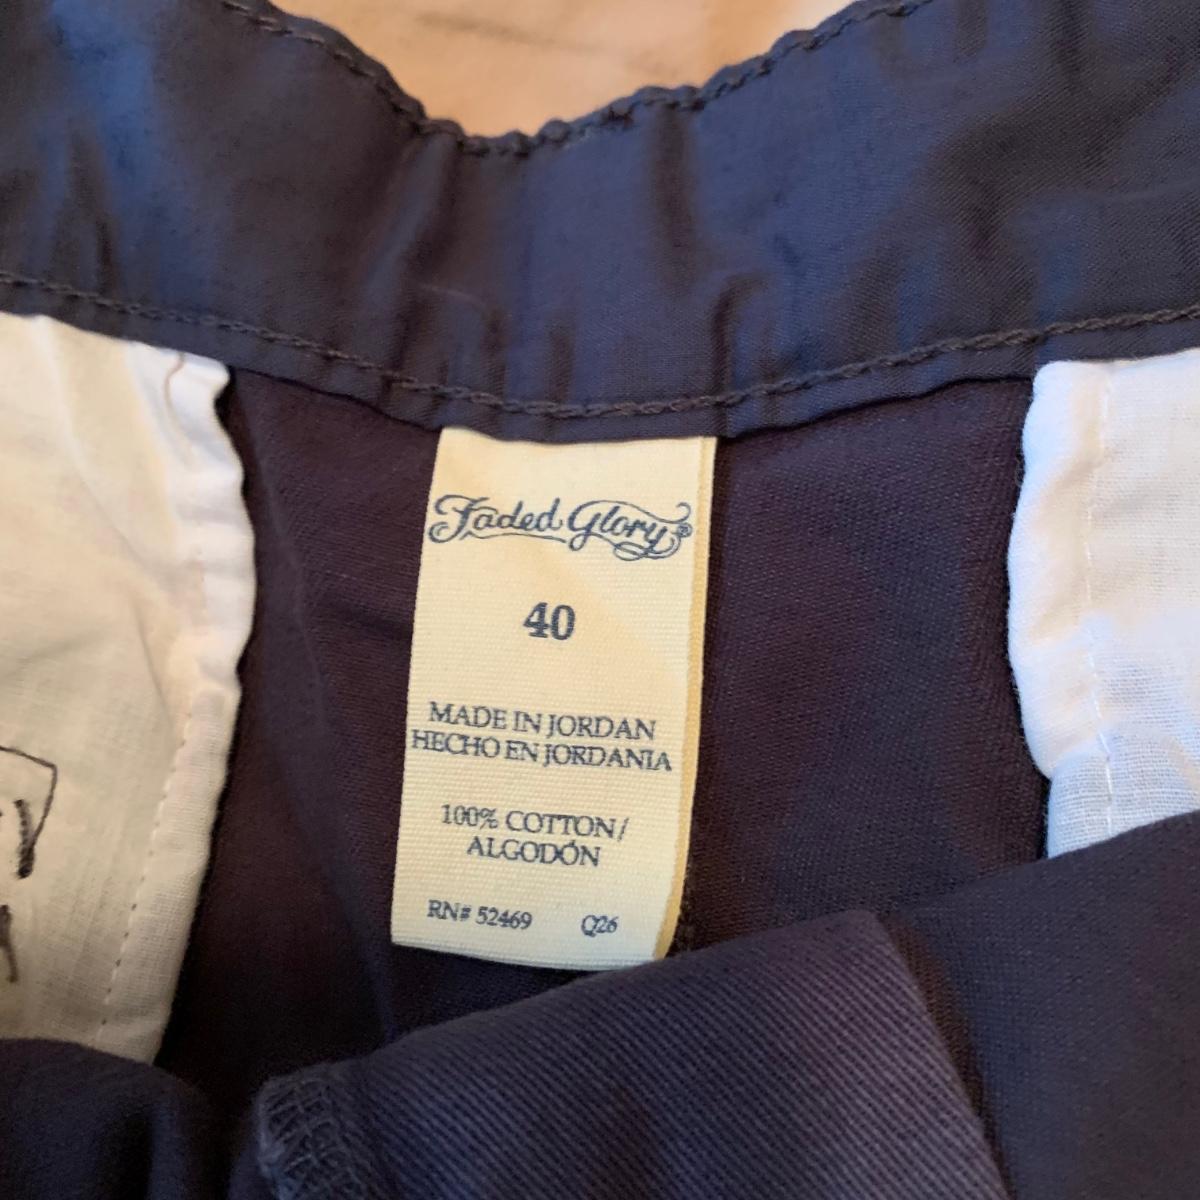 Faded Glory®
40
MADE IN JORDAN
HECHO EN JORDANIA
100% COTTON/
ALGODÓN
RN# 52469 Q26